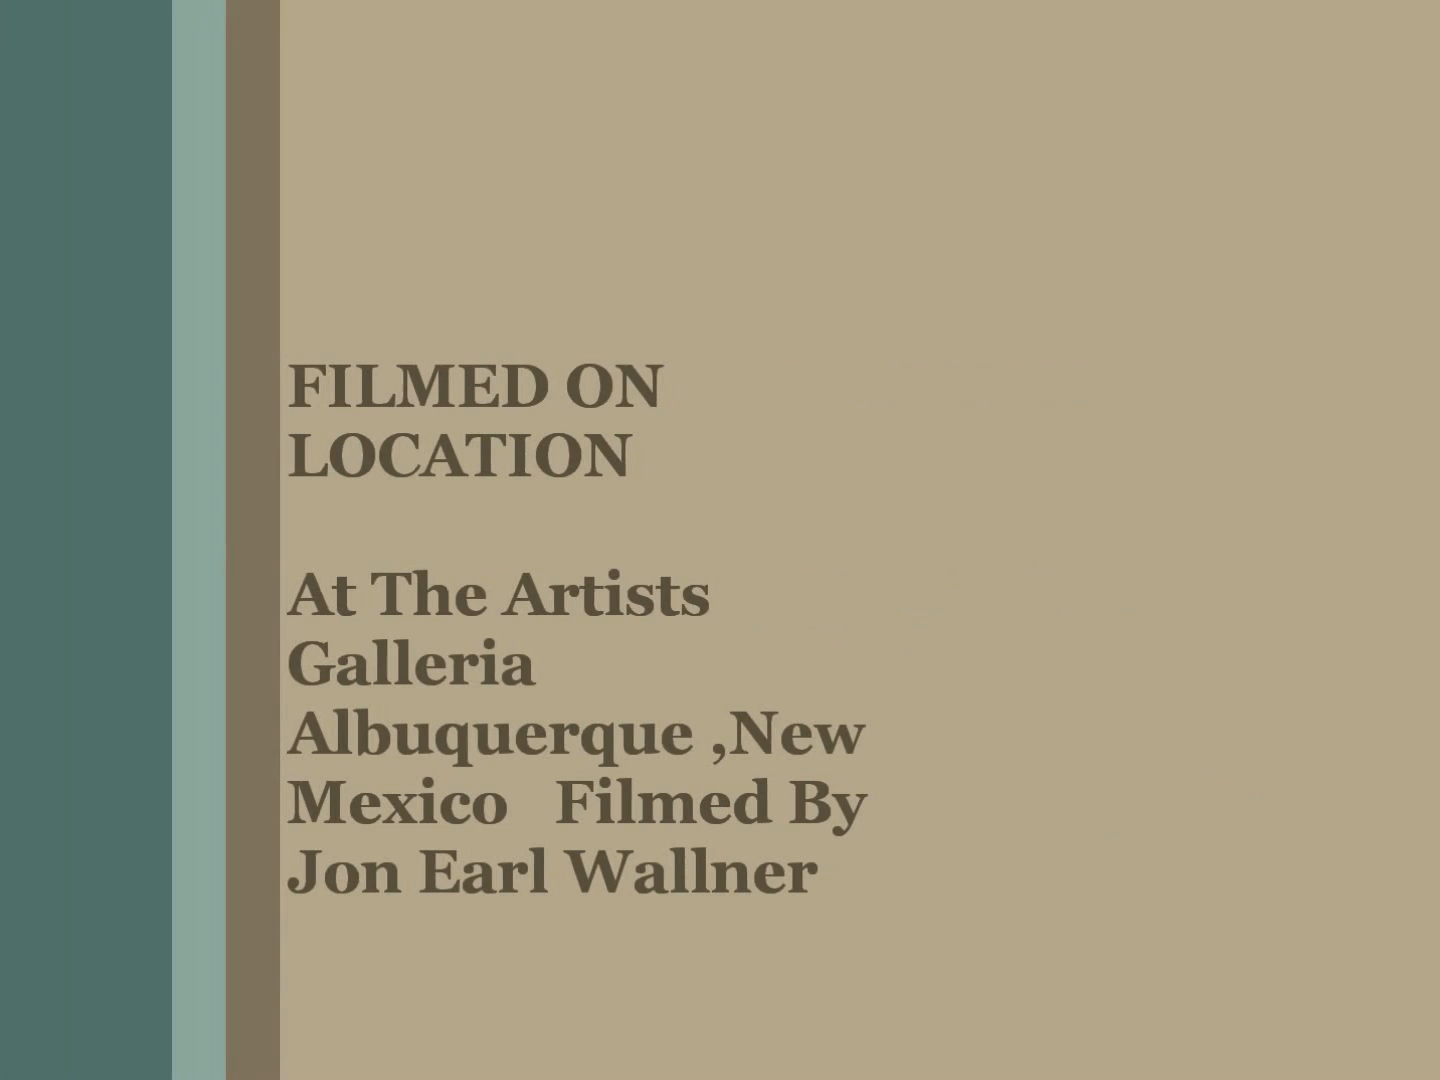 FILMED ON
LOCATION
At The Artists
Galleria
Albuquerque ,New
Mexico   Filmed By
Jon Earl Wallner